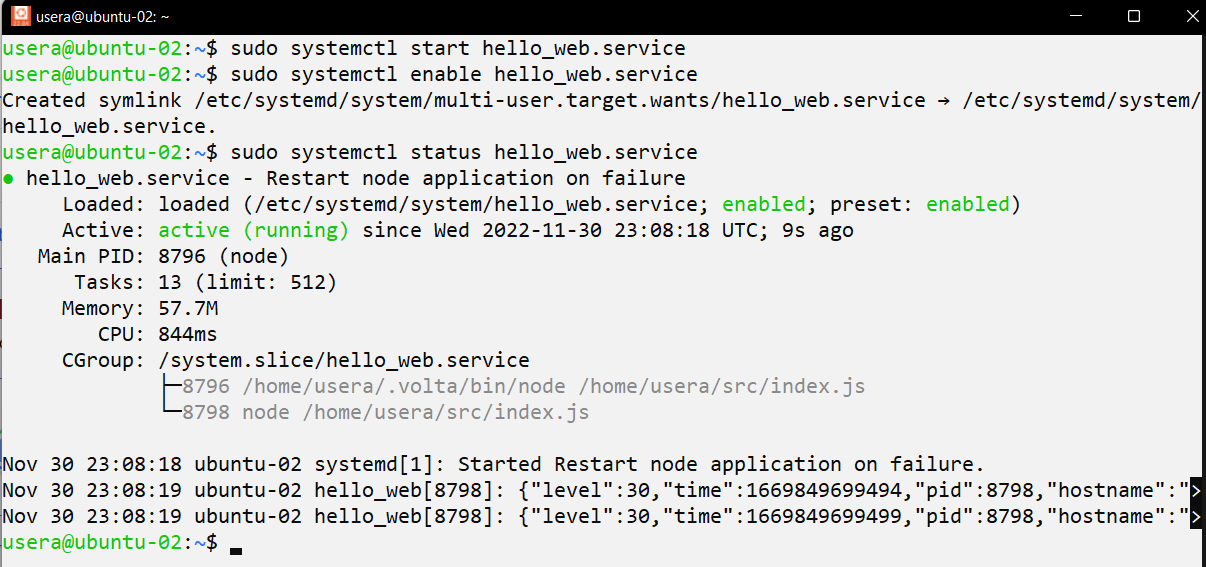 usera@ubuntu-02: ~
usera@ubuntu-02:~$ sudo systemctl start hello_web.service
usera@ubuntu-02:~$ sudo systemctl enable hello_web.service
Created symlink /etc/systemd/system/multi-user.target.wants/hello_web.service → /etc/systemd/system/
hello_web.service.
usera@ubuntu-02:~$ sudo systemctl status hello_web.service
● hello_web.service - Restart node application on failure
     Loaded: loaded (/etc/systemd/system/hello_web.service; enabled; preset: enabled)
     Active: active (running) since Wed 2022-11-30 23:08:18 UTC; 9s ago
   Main PID: 8796 (node)
      Tasks: 13 (limit: 512)
     Memory: 57.7M
        CPU: 844ms
     CGroup: /system.slice/hello_web.service
             ├─8796 /home/usera/.volta/bin/node /home/usera/src/index.js
             └─8798 node /home/usera/src/index.js
Nov 30 23:08:18 ubuntu-02 systemd[1]: Started Restart node application on failure.
Nov 30 23:08:19 ubuntu-02 hello_web[8798]: {"level":30,"time":1669849699494,"pid":8798,"hostname":">
Nov 30 23:08:19 ubuntu-02 hello_web[8798]: {"level":30,"time":1669849699499,"pid":8798,"hostname":">
usera@ubuntu-02:~$